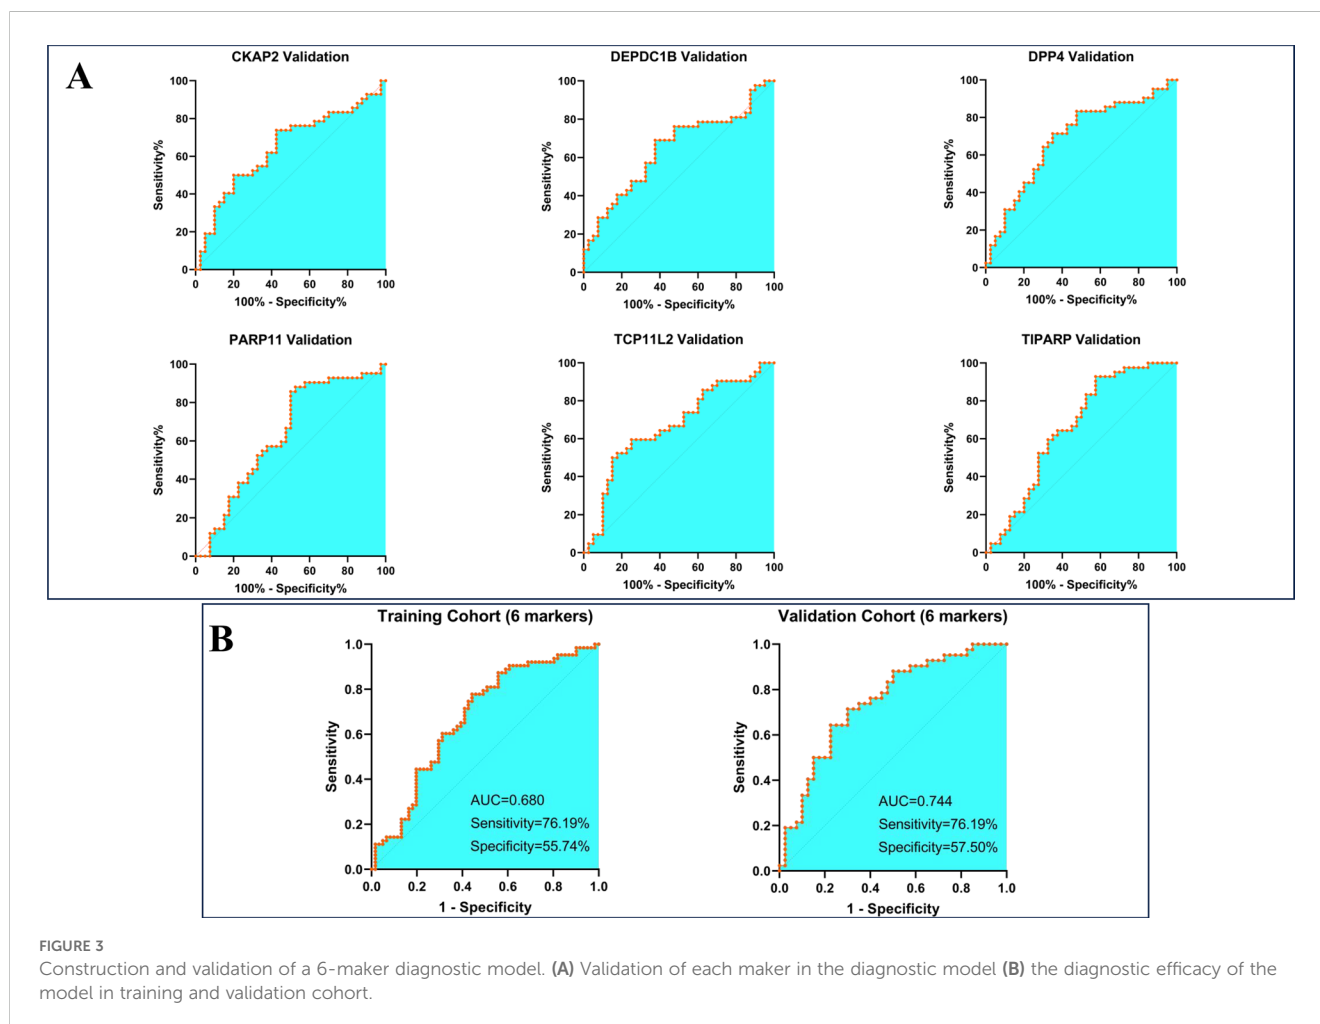 A
CKAP2 Validation
Sensitivity%
100
80
60
40
20
0
0 20 40 60 80 100
100% - Specificity%
DEPDC1B Validation
Sensitivity%
100
80
60
40
20
0
0 20 40 60 80 100
100% - Specificity%
DPP4 Validation
Sensitivity%
100
80
60
40
20
0
0 20 40 60 80 100
100% - Specificity%
PARP11 Validation
Sensitivity%
100
80
60
40
20
0
0 20 40 60 80 100
100% - Specificity%
TCP11L2 Validation
Sensitivity%
100
80
60
40
20
0
0 20 40 60 80 100
100% - Specificity%
TIPARP Validation
Sensitivity%
100
80
60
40
20
0
0 20 40 60 80 100
100% - Specificity%
B
Training Cohort (6 markers)
Sensitivity
1.0
0.8
0.6
0.4
0.2
0.0
AUC=0.680
Sensitivity=76.19%
Specificity=55.74%
0.0 0.2 0.4 0.6 0.8 1.0
1 - Specificity
Validation Cohort (6 markers)
Sensitivity
1.0
0.8
0.6
0.4
0.2
0.0
AUC=0.744
Sensitivity=76.19%
Specificity=57.50%
0.0 0.2 0.4 0.6 0.8 1.0
1 - Specificity
FIGURE 3
Construction and validation of a 6-maker diagnostic model. (A) Validation of each maker in the diagnostic model (B) the diagnostic efficacy of the
model in training and validation cohort.